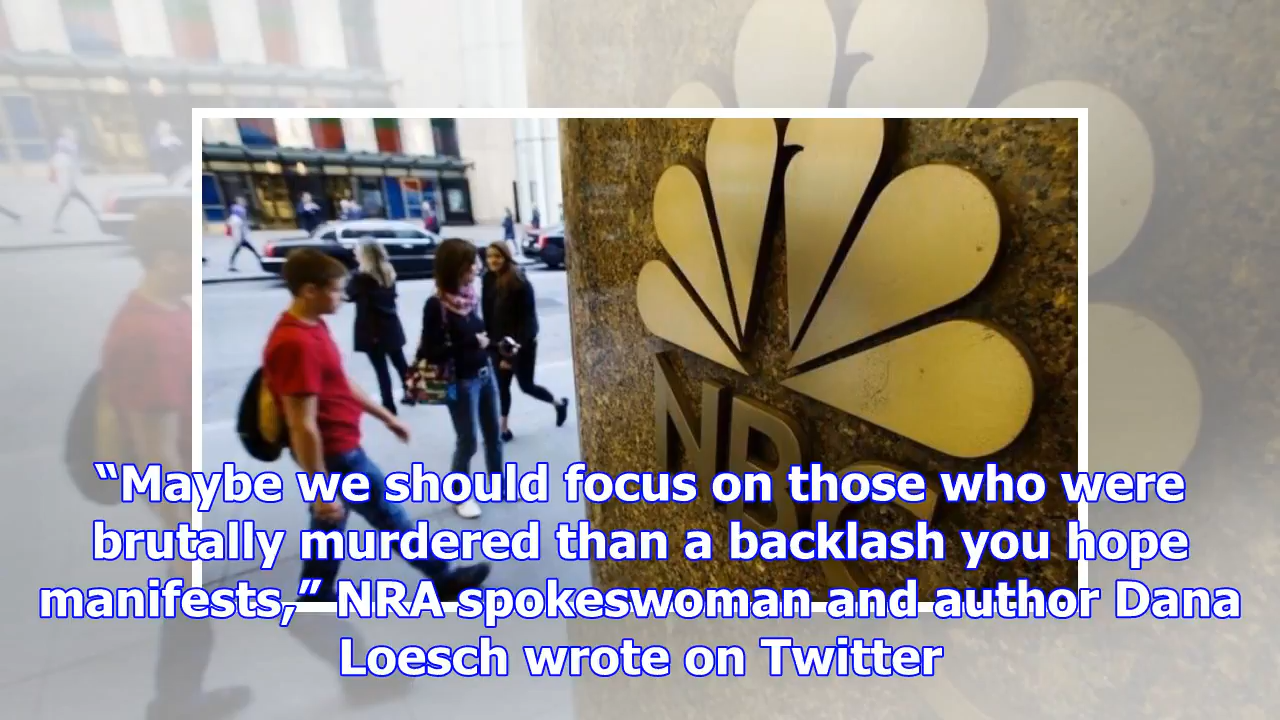 NBC
“Maybe we should focus on those who were
brutally murdered than a backlash you hope
manifests,” NRA spokeswoman and author Dana
Loesch wrote on Twitter